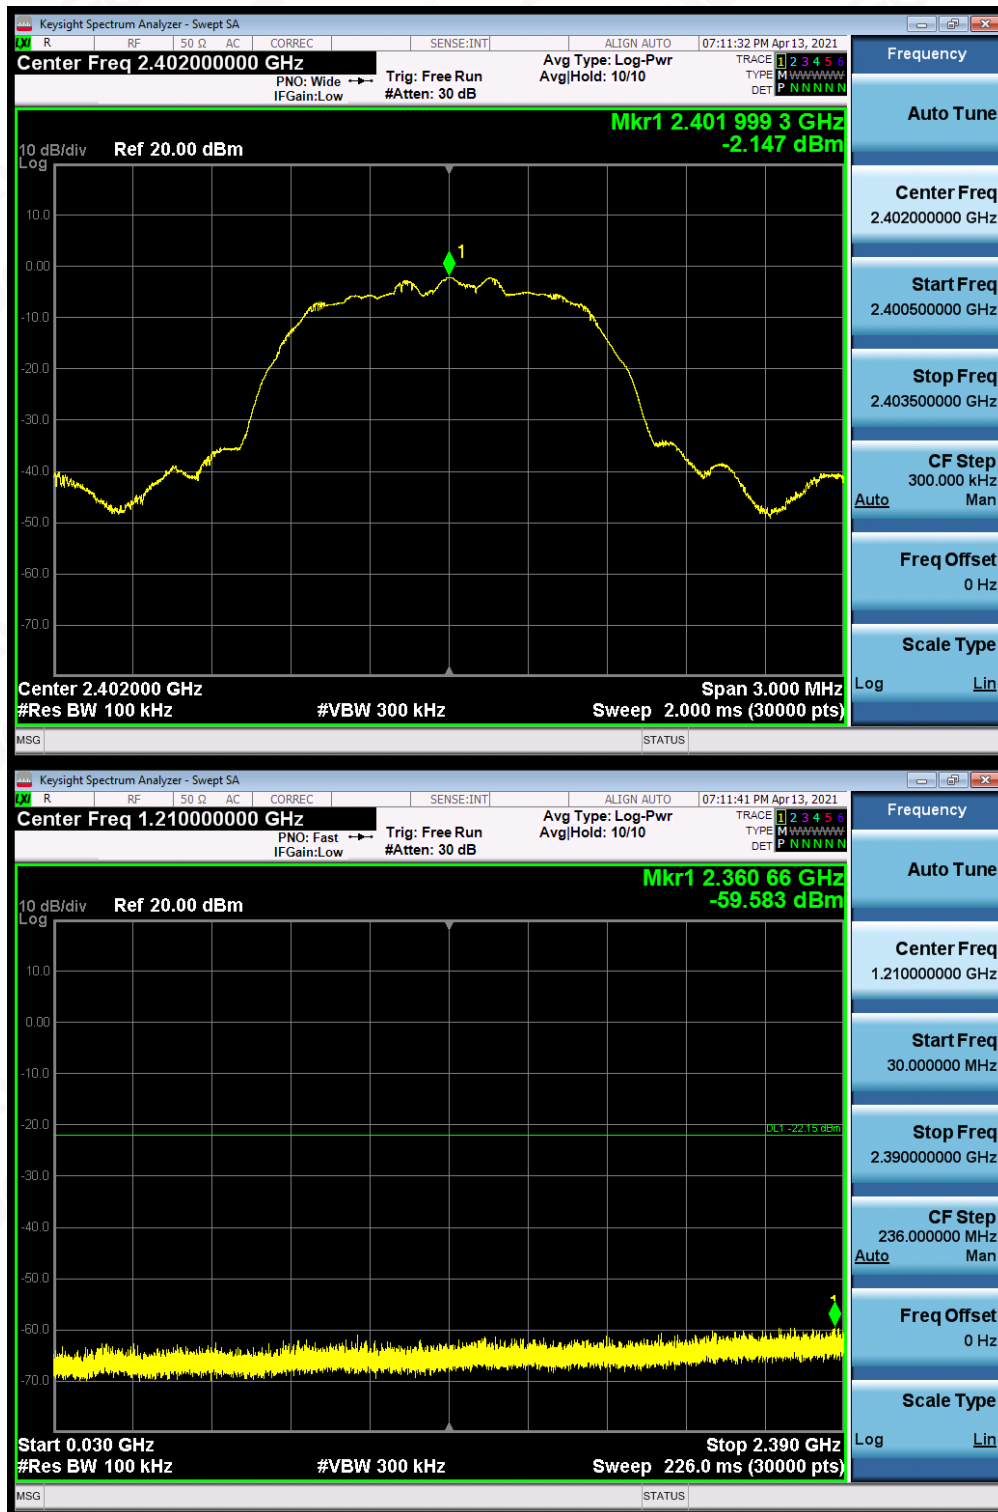 Keysight Spectrum Analyzer - Swept SA
LXI R RF 50 Ω AC CORREC SENSE:INT ALIGN AUTO 07:11:32 PM Apr 13, 2021
Center Freq 2.402000000 GHz Avg Type: Log-Pwr TRACE 1 2 3 4 5 6
PNO: Wide Trig: Free Run Avg|Hold: 10/10 TYPE M WWWWW
IFGain:Low #Atten: 30 dB DET P N N N N N
Mkr1 2.401 999 3 GHz
10 dB/div Ref 20.00 dBm -2.147 dBm
Log
10.0
1
0.00
-10.0
-20.0
-30.0
-40.0
-50.0
-60.0
-70.0
Center 2.402000 GHz Span 3.000 MHz
#Res BW 100 kHz #VBW 300 kHz Sweep 2.000 ms (30000 pts)
MSG STATUS
Frequency
Auto Tune
Center Freq
2.402000000 GHz
Start Freq
2.400500000 GHz
Stop Freq
2.403500000 GHz
CF Step
300.000 kHz
Auto Man
Freq Offset
0 Hz
Scale Type
Log Lin
Keysight Spectrum Analyzer - Swept SA
LXI R RF 50 Ω AC CORREC SENSE:INT ALIGN AUTO 07:11:41 PM Apr 13, 2021
Center Freq 1.210000000 GHz Avg Type: Log-Pwr TRACE 1 2 3 4 5 6
PNO: Fast Trig: Free Run Avg|Hold: 10/10 TYPE M WWWWW
IFGain:Low #Atten: 30 dB DET P N N N N N
Mkr1 2.360 66 GHz
10 dB/div Ref 20.00 dBm -59.583 dBm
Log
10.0
0.00
-10.0
-20.0
DL1 -22.15 dBm
-30.0
-40.0
-50.0
1
-60.0
-70.0
Start 0.030 GHz Stop 2.390 GHz
#Res BW 100 kHz #VBW 300 kHz Sweep 226.0 ms (30000 pts)
MSG STATUS
Frequency
Auto Tune
Center Freq
1.210000000 GHz
Start Freq
30.000000 MHz
Stop Freq
2.390000000 GHz
CF Step
236.000000 MHz
Auto Man
Freq Offset
0 Hz
Scale Type
Log Lin